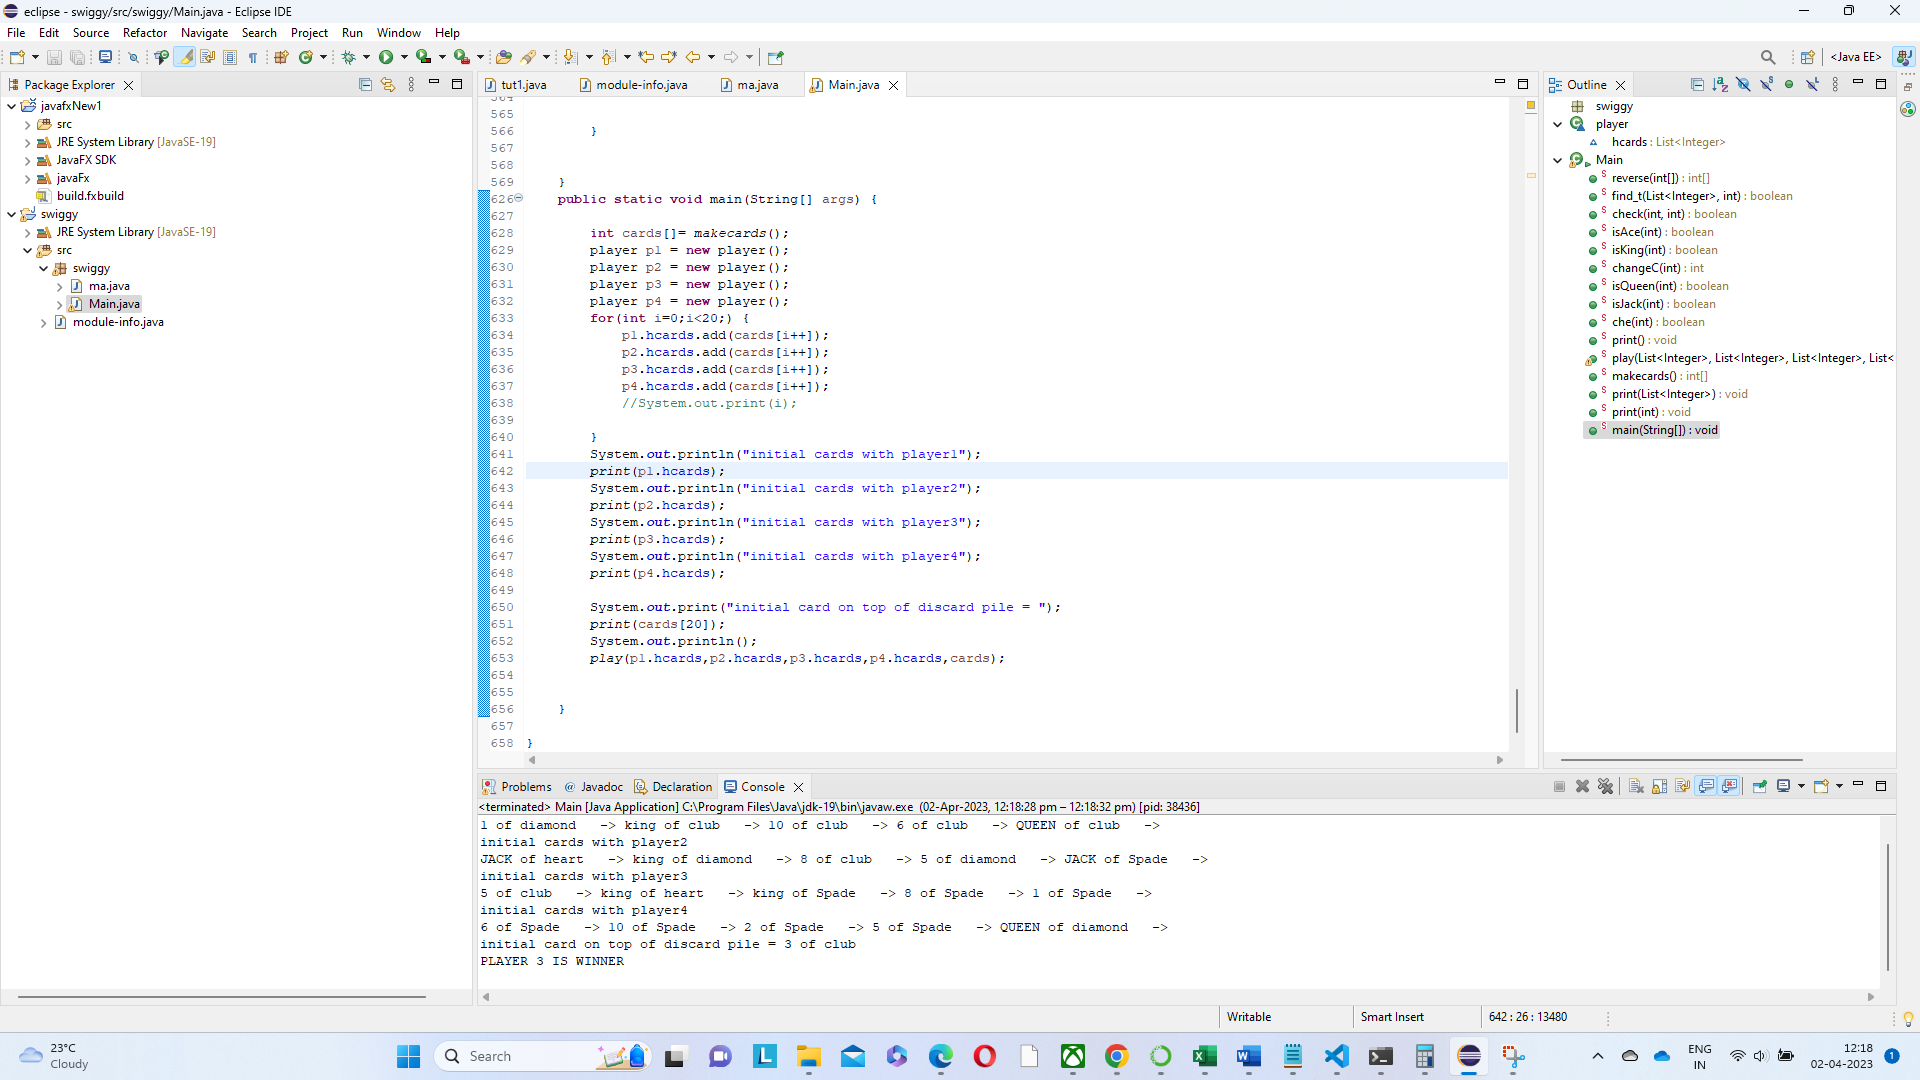 eclipse - swiggy/src/swiggy/Main.java - Eclipse IDE
File Edit Source Refactor Navigate Search Project Run Window Help
<Java EE>
Package Explorer
javafxNew1
src
JRE System Library [JavaSE-19]
JavaFX SDK
javaFx
build.fxbuild
swiggy
JRE System Library [JavaSE-19]
src
swiggy
ma.java
Main.java
module-info.java
tut1.java module-info.java ma.java Main.java
564
565
566 }
567
568
569 }
626 public static void main(String[] args) {
627
628 int cards[]= makecards();
629 player p1 = new player();
630 player p2 = new player();
631 player p3 = new player();
632 player p4 = new player();
633 for(int i=0;i<20;) {
634 p1.hcards.add(cards[i++]);
635 p2.hcards.add(cards[i++]);
636 p3.hcards.add(cards[i++]);
637 p4.hcards.add(cards[i++]);
638 //System.out.print(i);
639
640 }
641 System.out.println("initial cards with player1");
642 print(p1.hcards);
643 System.out.println("initial cards with player2");
644 print(p2.hcards);
645 System.out.println("initial cards with player3");
646 print(p3.hcards);
647 System.out.println("initial cards with player4");
648 print(p4.hcards);
649
650 System.out.print("initial card on top of discard pile = ");
651 print(cards[20]);
652 System.out.println();
653 play(p1.hcards,p2.hcards,p3.hcards,p4.hcards,cards);
654
655
656 }
657
658 }
Outline
swiggy
player
hcards : List<Integer>
Main
reverse(int[]) : int[]
find_t(List<Integer>, int) : boolean
check(int, int) : boolean
isAce(int) : boolean
isKing(int) : boolean
changeC(int) : int
isQueen(int) : boolean
isJack(int) : boolean
che(int) : boolean
print() : void
play(List<Integer>, List<Integer>, List<Integer>, List<
makecards() : int[]
print(List<Integer>) : void
print(int) : void
main(String[]) : void
Problems @ Javadoc Declaration Console
<terminated> Main [Java Application] C:\Program Files\Java\jdk-19\bin\javaw.exe (02-Apr-2023, 12:18:28 pm – 12:18:32 pm) [pid: 38436]
1 of diamond -> king of club -> 10 of club -> 6 of club -> QUEEN of club ->
initial cards with player2
JACK of heart -> king of diamond -> 8 of club -> 5 of diamond -> JACK of Spade ->
initial cards with player3
5 of club -> king of heart -> king of Spade -> 8 of Spade -> 1 of Spade ->
initial cards with player4
6 of Spade -> 10 of Spade -> 2 of Spade -> 5 of Spade -> QUEEN of diamond ->
initial card on top of discard pile = 3 of club
PLAYER 3 IS WINNER
Writable Smart Insert 642 : 26 : 13480
23°C
Cloudy
Search
ENG
IN
12:18
02-04-2023
1